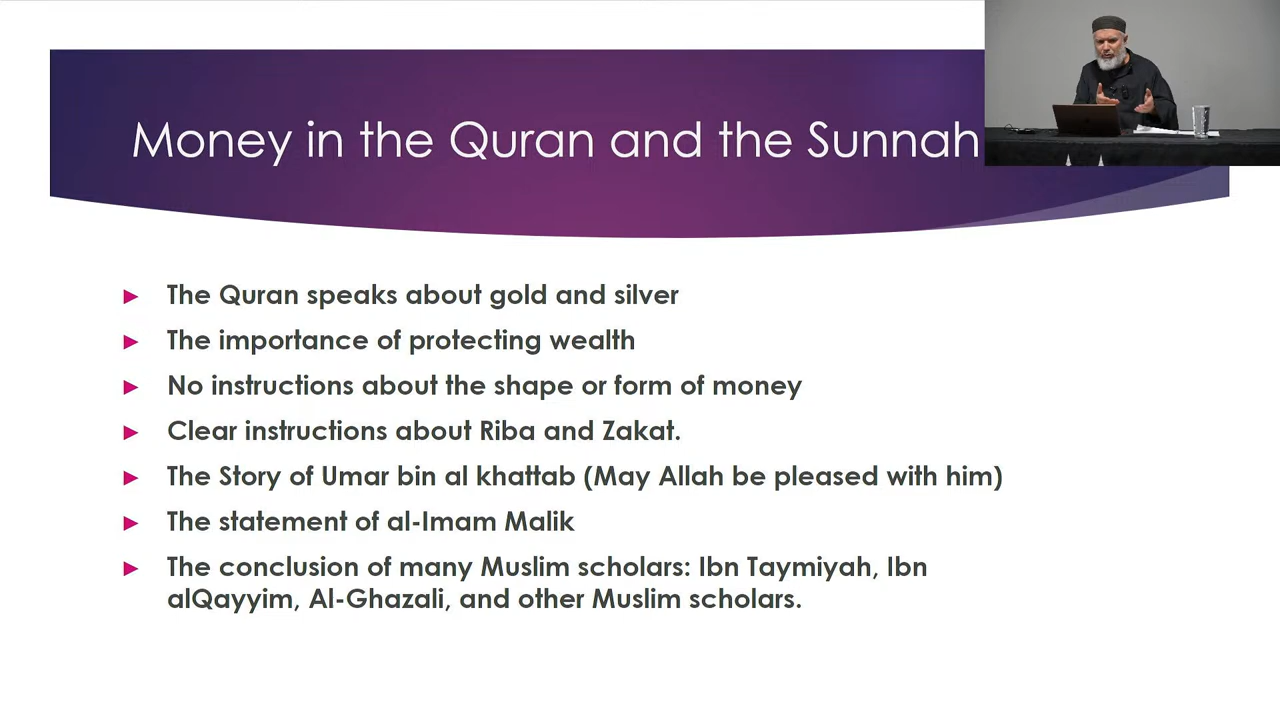 Money in the Quran and the Sunnah
The Quran speaks about gold and silver
The importance of protecting wealth
No instructions about the shape or form of money
Clear instructions about Riba and Zakat.
The Story of Umar bin al khattab (May Allah be pleased with him)
The statement of al-Imam Malik
The conclusion of many Muslim scholars: Ibn Taymiyah, Ibn
alQayyim, Al-Ghazali, and other Muslim scholars.